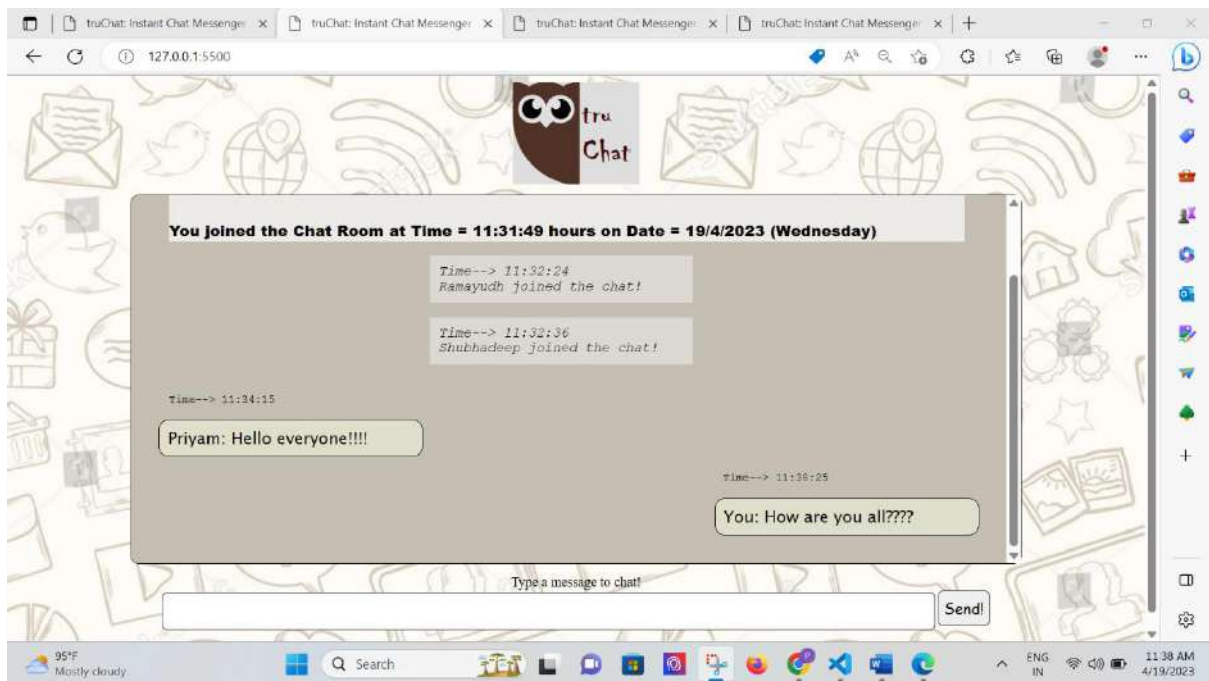 truChat: Instant Chat Messenger
truChat: Instant Chat Messenger
truChat: Instant Chat Messenger
truChat: Instant Chat Messenger
127.0.0.1:5500
tru
Chat
You joined the Chat Room at Time = 11:31:49 hours on Date = 19/4/2023 (Wednesday)
Time--> 11:32:24
Ramayudh joined the chat!
Time--> 11:32:36
Shubhadeep joined the chat!
Time--> 11:34:15
Priyam: Hello everyone!!!!
Time--> 11:38:25
You: How are you all????
Type a message to chat!
Send!
95°F
Mostly cloudy
Search
ENG
IN
11:38 AM
4/19/2023